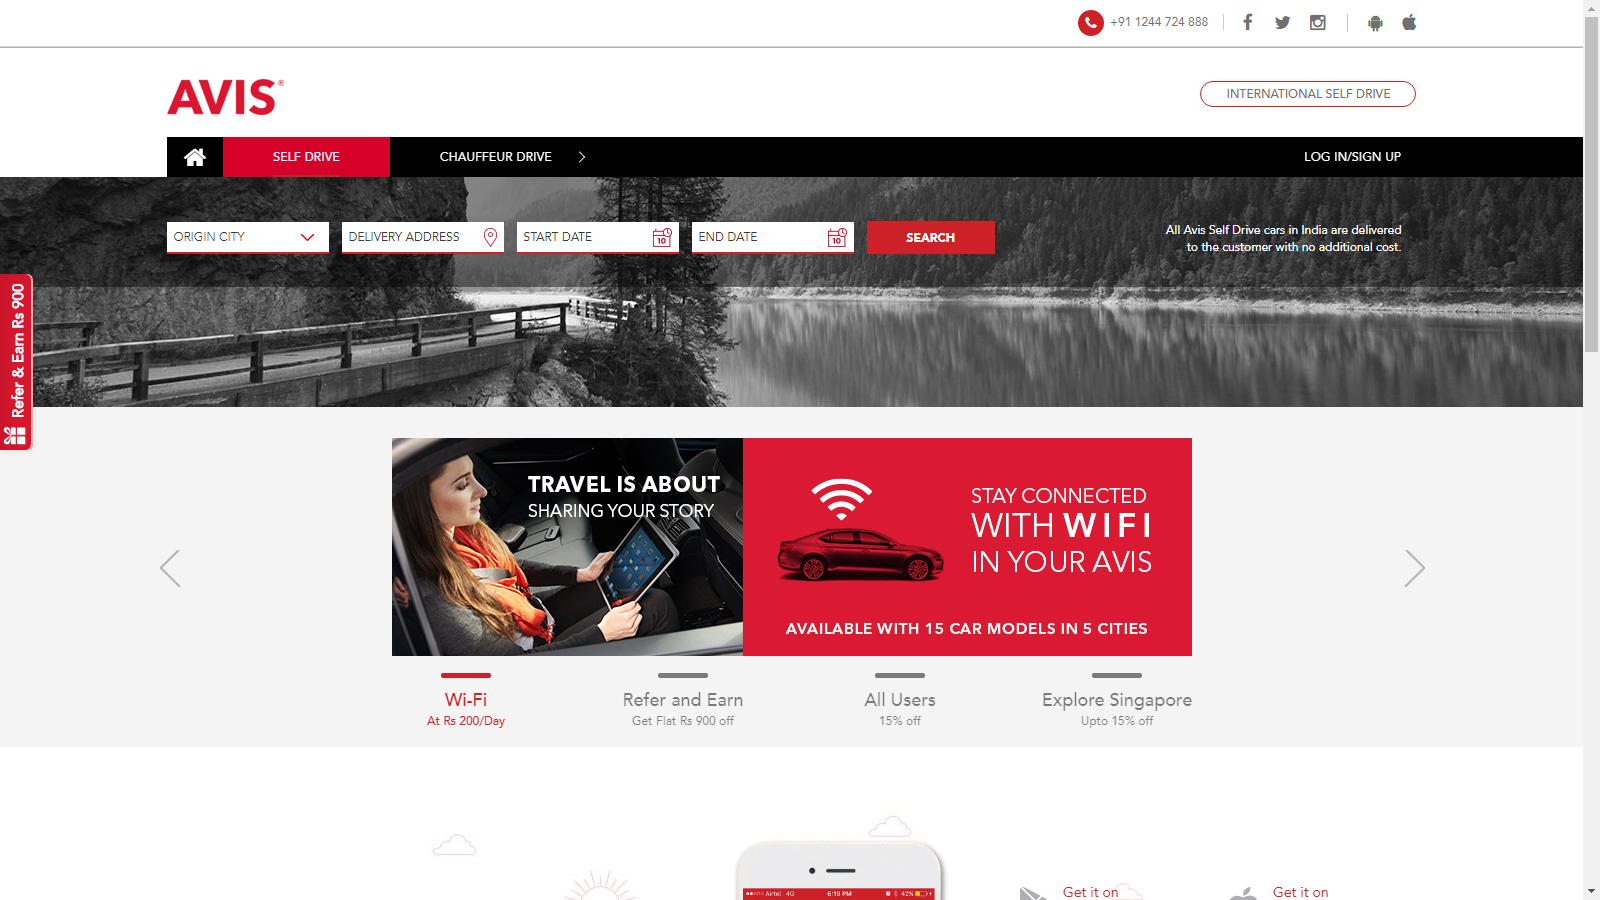 +91 1244 724 888
AVIS®
INTERNATIONAL SELF DRIVE
SELF DRIVE
CHAUFFEUR DRIVE
LOG IN/SIGN UP
ORIGIN CITY
DELIVERY ADDRESS
START DATE
10
END DATE
10
SEARCH
All Avis Self Drive cars in India are delivered
to the customer with no additional cost.
Refer & Earn Rs 900
TRAVEL IS ABOUT
SHARING YOUR STORY
STAY CONNECTED
WITH WIFI
IN YOUR AVIS
AVAILABLE WITH 15 CAR MODELS IN 5 CITIES
Wi-Fi
At Rs 200/Day
Refer and Earn
Get Flat Rs 900 off
All Users
15% off
Explore Singapore
Upto 15% off
Airtel 4G
6:19 PM
42%
Get it on
Get it on